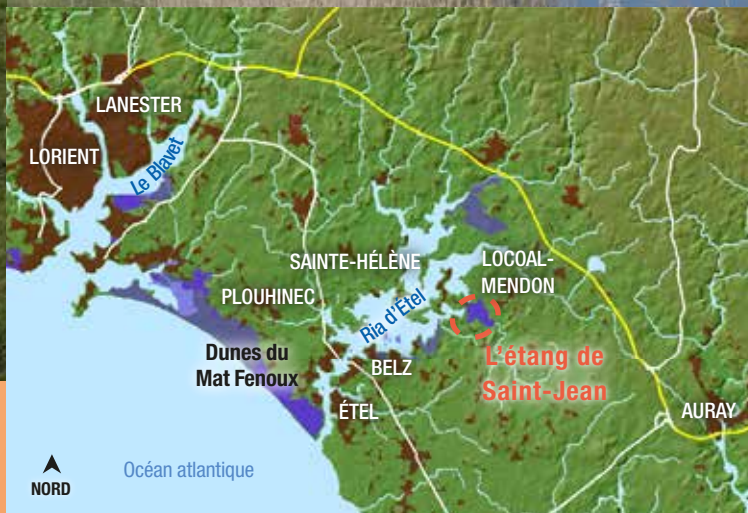 LANESTER
LORIENT
Le Blavet
SAINTE-HÉLÈNE
LOCOAL-
MENDON
PLOUHINEC
Ria d'Etel
Dunes du
Mat Fenoux
BELZ
L'étang de
Saint-Jean
ÉTEL
AURAY
NORD
Océan atlantique